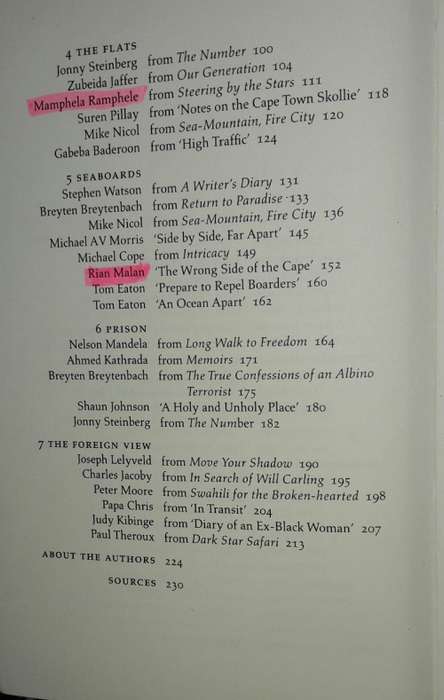 4 THE FLATS
Jonny Steinberg from The Number 100
Zubeida Jaffer from Our Generation 104
Mamphela Ramphele from Steering by the Stars 111
Suren Pillay from ‘Notes on the Cape Town Skollie’ 118
Mike Nicol from Sea-Mountain, Fire City 120
Gabeba Baderoon from ‘High Traffic’ 124
5 SEABOARDS
Stephen Watson from A Writer’s Diary 131
Breyten Breytenbach from Return to Paradise 133
Mike Nicol from Sea-Mountain, Fire City 136
Michael AV Morris ‘Side by Side, Far Apart’ 145
Michael Cope from Intricacy 149
Rian Malan ‘The Wrong Side of the Cape’ 152
Tom Eaton ‘Prepare to Repel Boarders’ 160
Tom Eaton ‘An Ocean Apart’ 162
6 PRISON
Nelson Mandela from Long Walk to Freedom 164
Ahmed Kathrada from Memoirs 171
Breyten Breytenbach from The True Confessions of an Albino
Terrorist 175
Shaun Johnson ‘A Holy and Unholy Place’ 180
Jonny Steinberg from The Number 182
7 THE FOREIGN VIEW
Joseph Lelyveld from Move Your Shadow 190
Charles Jacoby from In Search of Will Carling 195
Peter Moore from Swahili for the Broken-hearted 198
Papa Chris from ‘In Transit’ 204
Judy Kibinge from ‘Diary of an Ex-Black Woman’ 207
Paul Theroux from Dark Star Safari 213
ABOUT THE AUTHORS 224
SOURCES 230